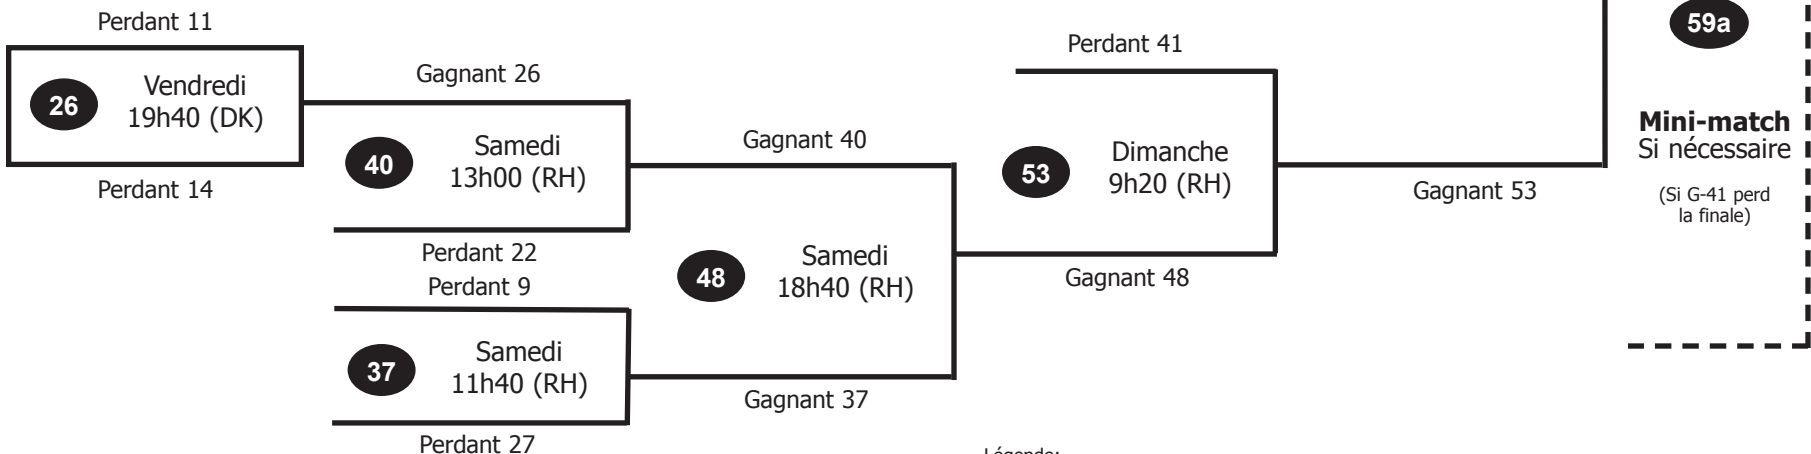 Perdant 11
26
Vendredi
19h40 (DK)
Perdant 14
Gagnant 26
40
Samedi
13h00 (RH)
Perdant 22
Perdant 9
37
Samedi
11h40 (RH)
Perdant 27
Gagnant 40
48
Samedi
18h40 (RH)
Gagnant 37
Perdant 41
53
Dimanche
9h20 (RH)
Gagnant 48
Gagnant 53
59a
Mini-match
Si nécessaire
(Si G-41 perd
la finale)
Légende: